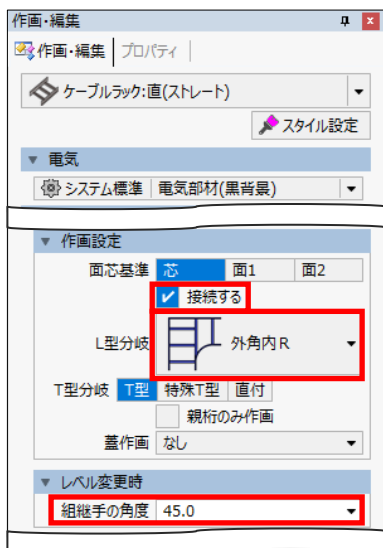 作画・編集
作画・編集 プロパティ
ケーブルラック:直(ストレート)
スタイル設定
電気
システム標準 電気部材(黒背景)
作画設定
面芯基準 芯 面1 面2
接続する
L型分岐 外角内R
T型分岐 T型 特殊T型 直付
親桁のみ作画
蓋作画 なし
レベル変更時
組継手の角度 45.0